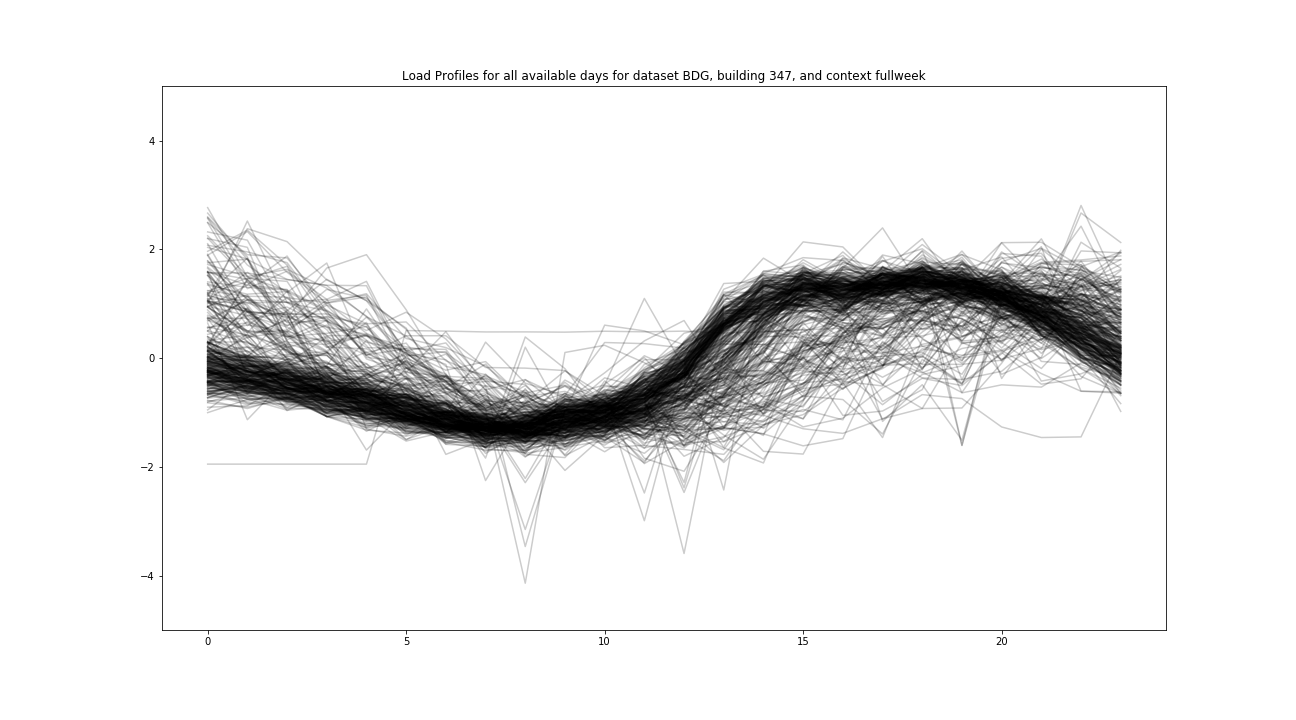 Load Profiles for all available days for dataset BDG, building 347, and context fullweek
4
2
0
−2
−4
0 5 10 15 20